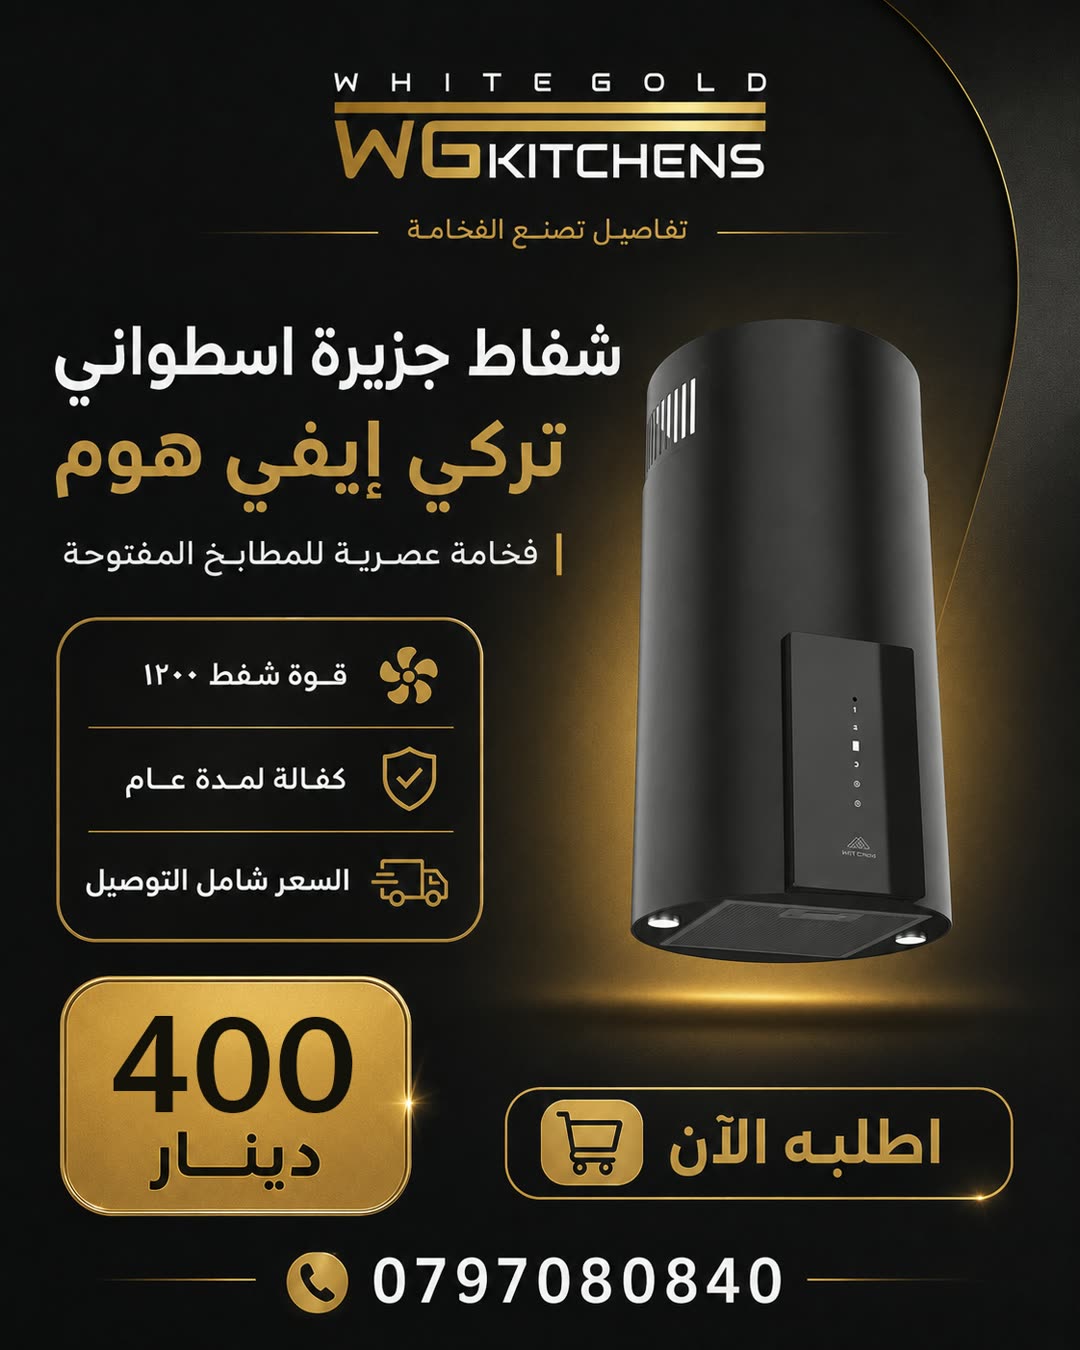 WHITEGOLD
WG KITCHENS
تفاصيل تصنع الفخامة
شفاط جزيرة اسطواني
تركي إيفي هوم
فخامة عصرية للمطابخ المفتوحة
قوة شفط ١٢٠٠
كفالة لمدة عام
السعر شامل التوصيل
400
دينار
اطلبه الآن
0797080840